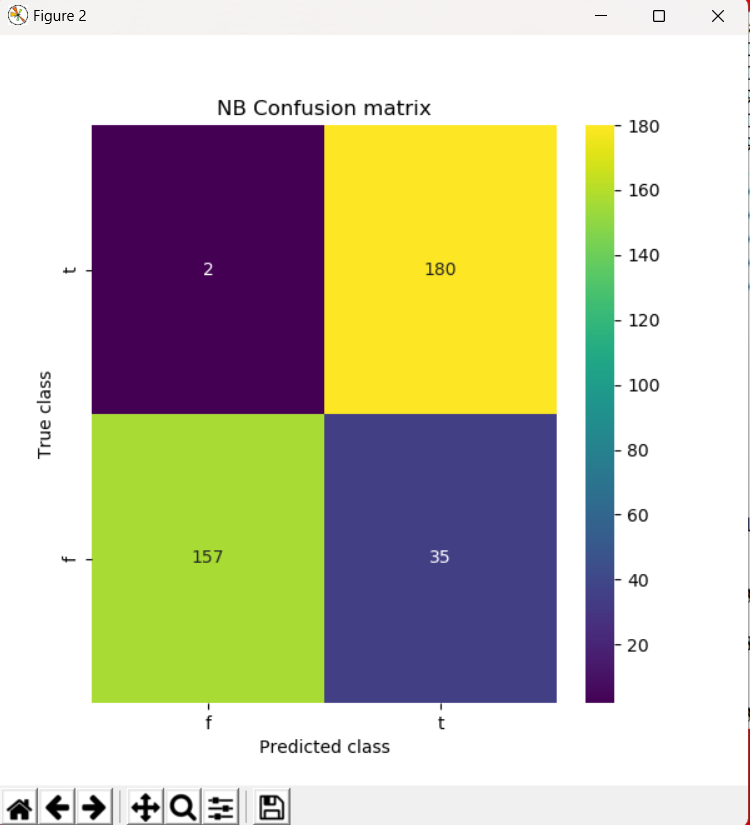 Figure 2
NB Confusion matrix
t
2
180
True class
f
157
35
f
t
Predicted class
180
160
140
120
100
80
60
40
20